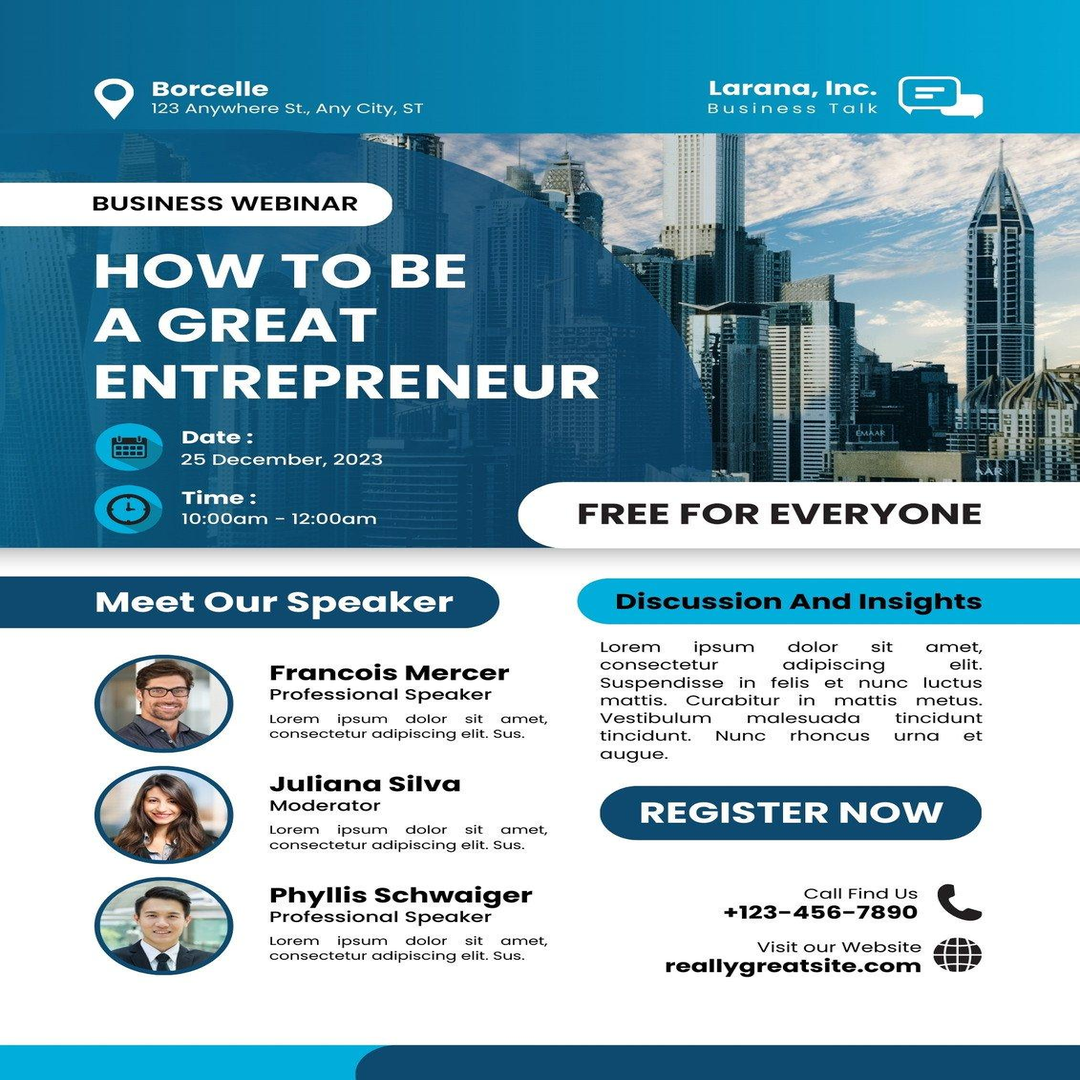 Borcelle
123 Anywhere St., Any City, ST
Larana, Inc.
Business Talk
BUSINESS WEBINAR
HOW TO BE
A GREAT
ENTREPRENEUR
Date :
25 December, 2023
Time :
10:00am - 12:00am
EMAAR
AAR
FREE FOR EVERYONE
Meet Our Speaker
Francois Mercer
Professional Speaker
Lorem ipsum dolor sit amet,
consectetur adipiscing elit. Sus.
Juliana Silva
Moderator
Lorem ipsum dolor sit amet,
consectetur adipiscing elit. Sus.
Phyllis Schwaiger
Professional Speaker
Lorem ipsum dolor sit amet,
consectetur adipiscing elit. Sus.
Discussion And Insights
Lorem ipsum dolor sit amet,
consectetur adipiscing elit.
Suspendisse in felis et nunc luctus
mattis. Curabitur in mattis metus.
Vestibulum malesuada tincidunt
tincidunt. Nunc rhoncus urna et
augue.
REGISTER NOW
Call Find Us
+123-456-7890
Visit our Website
reallygreatsite.com